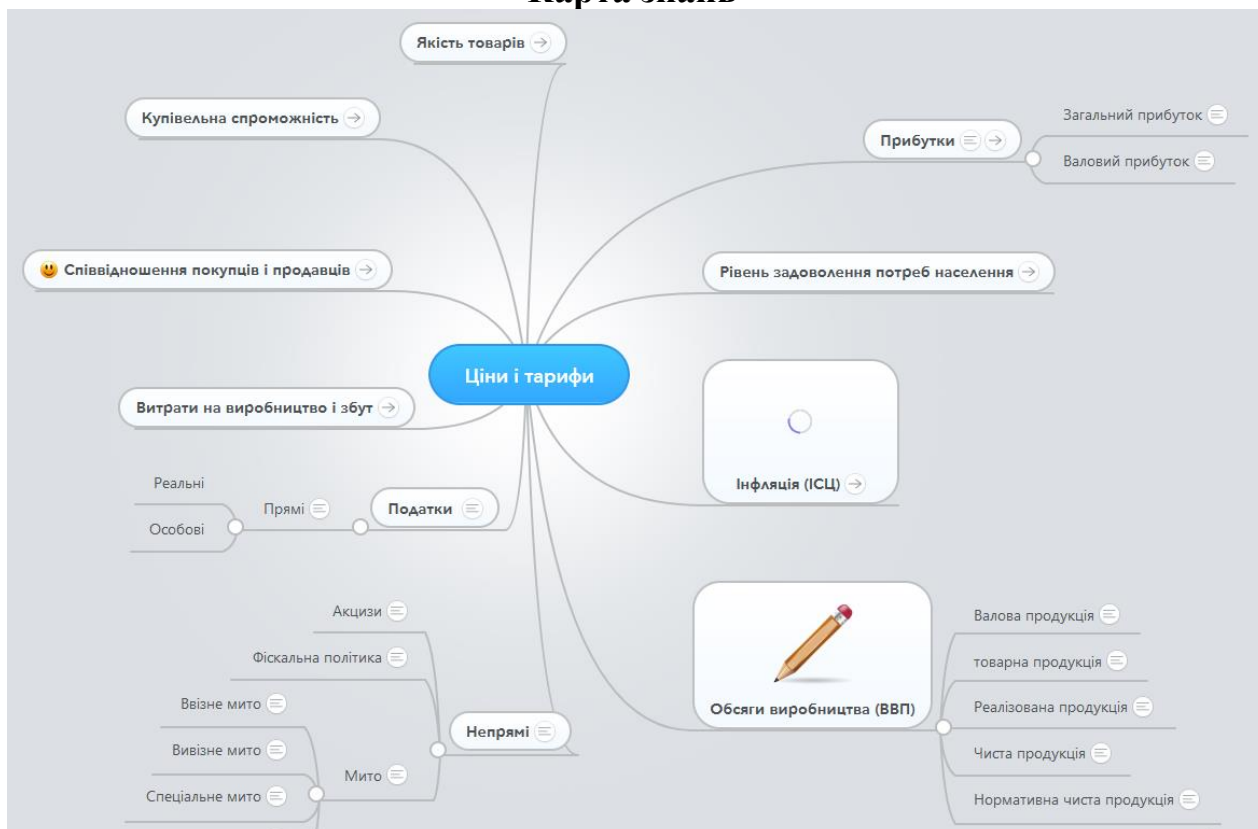 Карта знань
Якість товарів
Купівельна спроможність
Співвідношення покупців і продавців
Ціни і тарифи
Витрати на виробництво і збут
Податки
Прямі
Реальні
Особові
Непрямі
Акцизи
Фіскальна політика
Мито
Ввізне мито
Вивізне мито
Спеціальне мито
Прибутки
Загальний прибуток
Валовий прибуток
Рівень задоволення потреб населення
Інфляція (ІСЦ)
Обсяги виробництва (ВВП)
Валова продукція
товарна продукція
Реалізована продукція
Чиста продукція
Нормативна чиста продукція